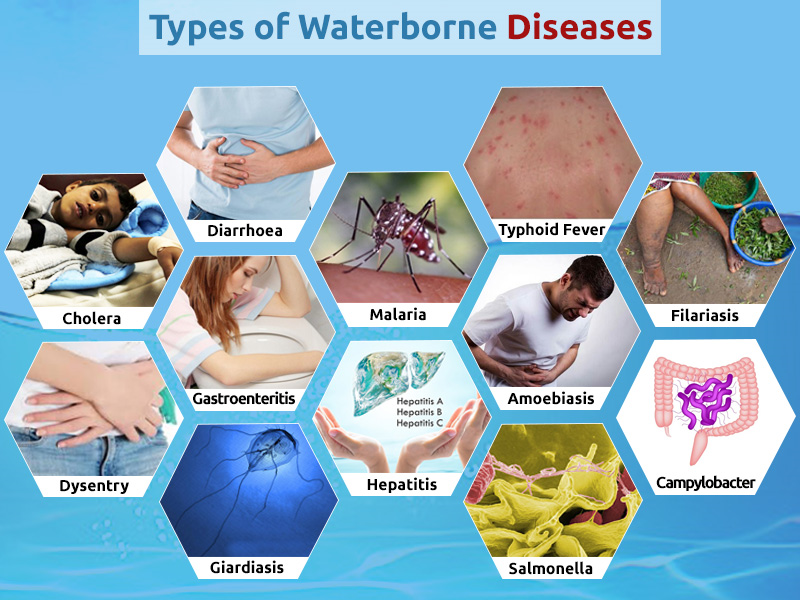 Types of Waterborne Diseases
Diarrhoea
Typhoid Fever
Cholera
Malaria
Filariasis
Gastroenteritis
Amoebiasis
Hepatitis A
Hepatitis B
Hepatitis C
Dysentry
Hepatitis
Campylobacter
Giardiasis
Salmonella